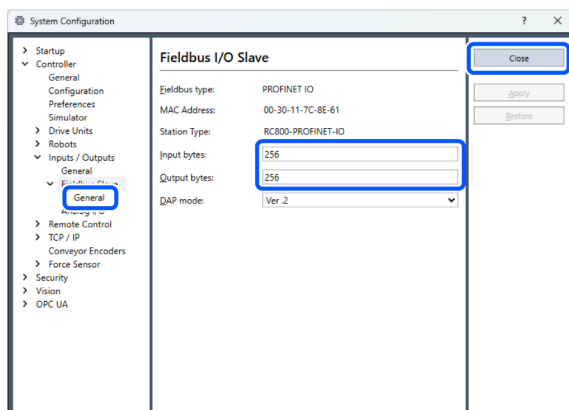 System Configuration
?
Startup
Controller
General
Configuration
Preferences
Simulator
Drive Units
Robots
Inputs / Outputs
General
General
Remote Control
TCP / IP
Conveyor Encoders
Force Sensor
Security
Vision
OPC UA
Fieldbus I/O Slave
Fieldbus type: PROFINET IO
MAC Address: 00-30-11-7C-8E-61
Station Type: RC800-PROFINET-IO
Input bytes: 256
Output bytes: 256
DAP mode: Ver .2
Close
Apply
Restore